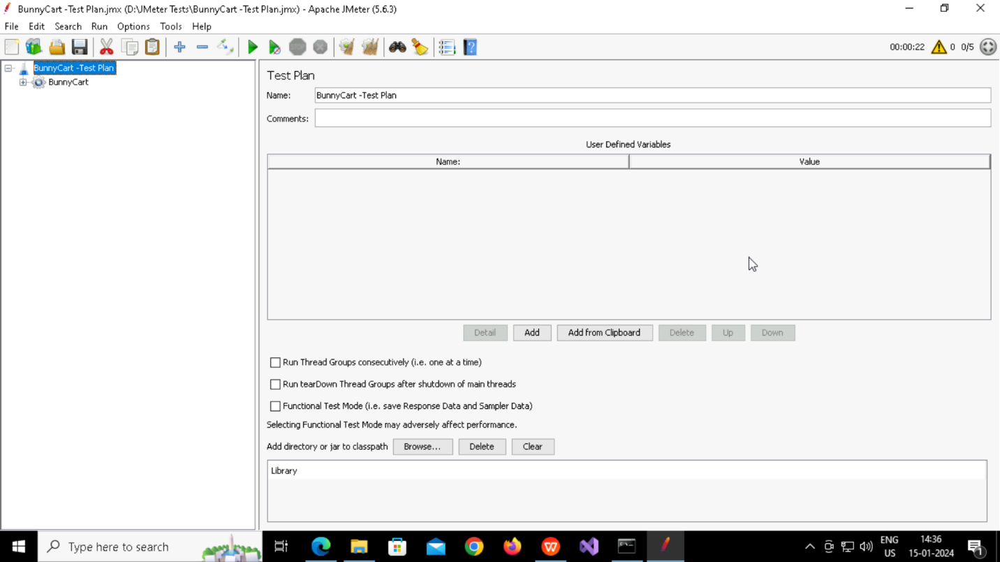 BunnyCart -Test Plan.jmx (D:\JMeter Tests\BunnyCart -Test Plan.jmx) - Apache JMeter (5.6.3)
File Edit Search Run Options Tools Help
00:00:22 0 0/5
BunnyCart -Test Plan
BunnyCart
Test Plan
Name: BunnyCart -Test Plan
Comments:
User Defined Variables
Name: Value
Detail Add Add from Clipboard Delete Up Down
Run Thread Groups consecutively (i.e. one at a time)
Run tearDown Thread Groups after shutdown of main threads
Functional Test Mode (i.e. save Response Data and Sampler Data)
Selecting Functional Test Mode may adversely affect performance.
Add directory or jar to classpath Browse... Delete Clear
Library
Type here to search
ENG
US
14:36
15-01-2024
1